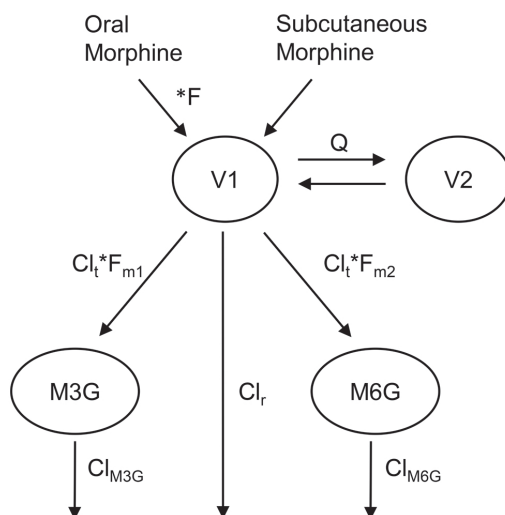 Oral
Morphine
Subcutaneous
Morphine
*F
Q
V1
V2
Cl_t*F_m1
Cl_t*F_m2
M3G
Cl_r
M6G
Cl_M3G
Cl_M6G